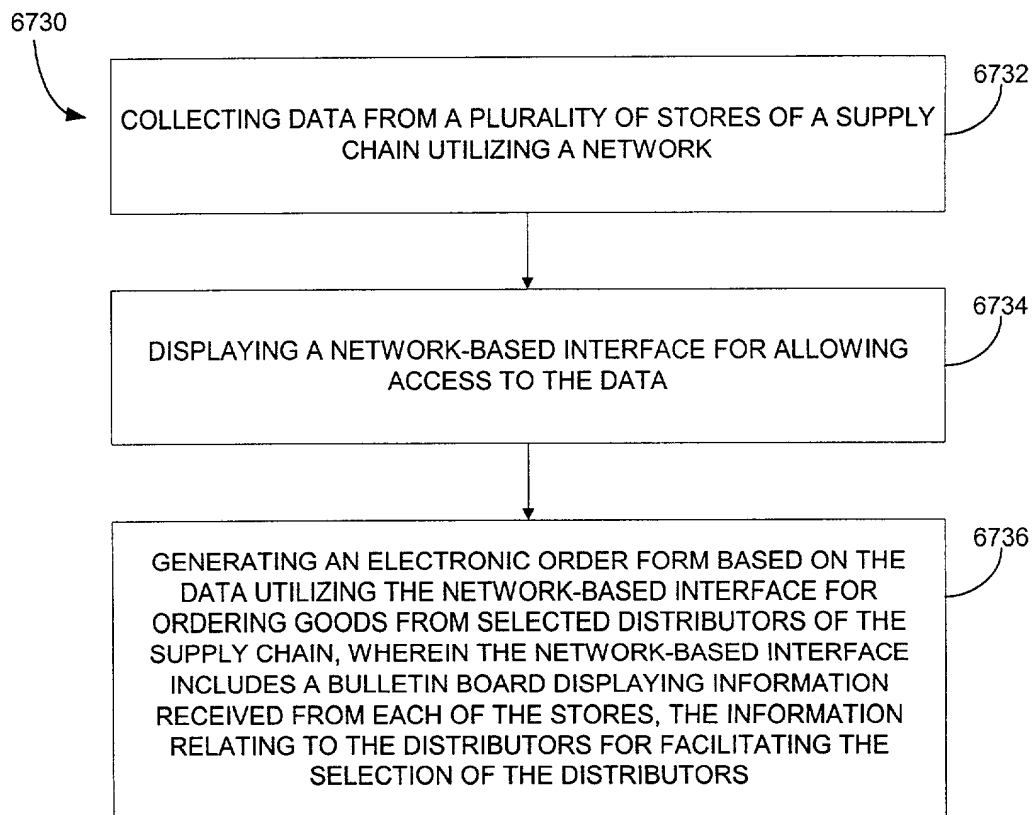 6730
6732
COLLECTING DATA FROM A PLURALITY OF STORES OF A SUPPLY
CHAIN UTILIZING A NETWORK
6734
DISPLAYING A NETWORK-BASED INTERFACE FOR ALLOWING
ACCESS TO THE DATA
6736
GENERATING AN ELECTRONIC ORDER FORM BASED ON THE
DATA UTILIZING THE NETWORK-BASED INTERFACE FOR
ORDERING GOODS FROM SELECTED DISTRIBUTORS OF THE
SUPPLY CHAIN, WHEREIN THE NETWORK-BASED INTERFACE
INCLUDES A BULLETIN BOARD DISPLAYING INFORMATION
RECEIVED FROM EACH OF THE STORES, THE INFORMATION
RELATING TO THE DISTRIBUTORS FOR FACILITATING THE
SELECTION OF THE DISTRIBUTORS